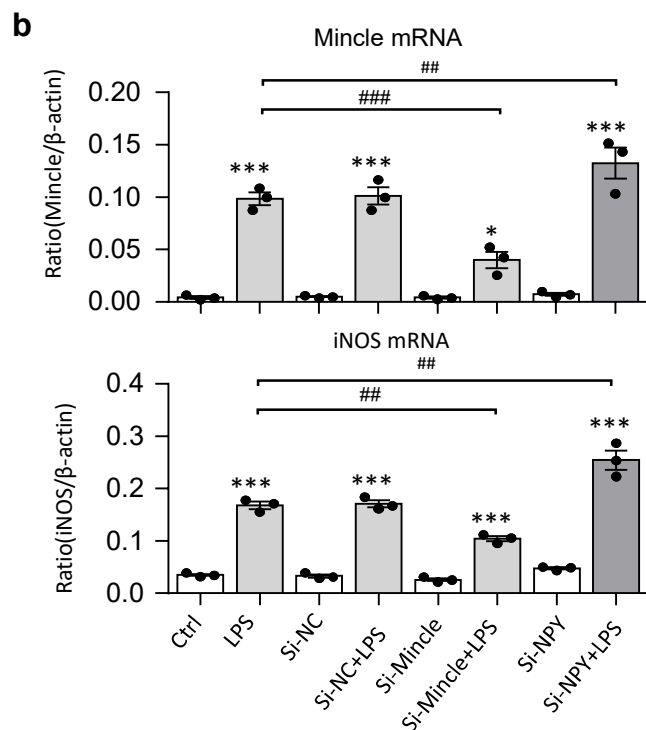 b
Mincle mRNA
##
###
Ratio(Mincle/β-actin)
0.20
0.15
0.10
0.05
0.00
***
***
*
***
iNOS mRNA
##
##
Ratio(iNOS/β-actin)
0.4
0.3
0.2
0.1
0.0
***
***
***
***
Ctrl
LPS
Si-NC
Si-NC+LPS
Si-Mincle
Si-Mincle+LPS
Si-NPY
Si-NPY+LPS